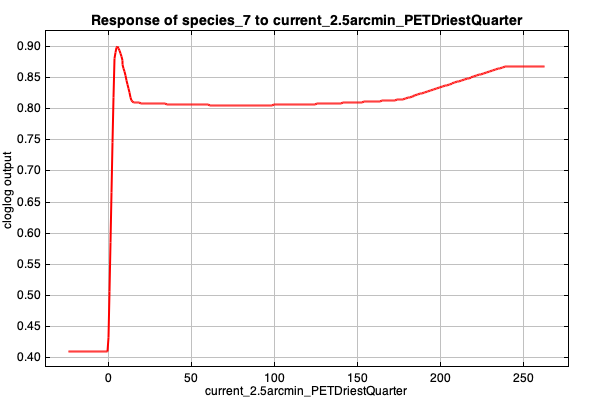 Response of species_7 to current_2.5arcmin_PETDriestQuarter
cloglog output
0.90
0.85
0.80
0.75
0.70
0.65
0.60
0.55
0.50
0.45
0.40
0 50 100 150 200 250
current_2.5arcmin_PETDriestQuarter